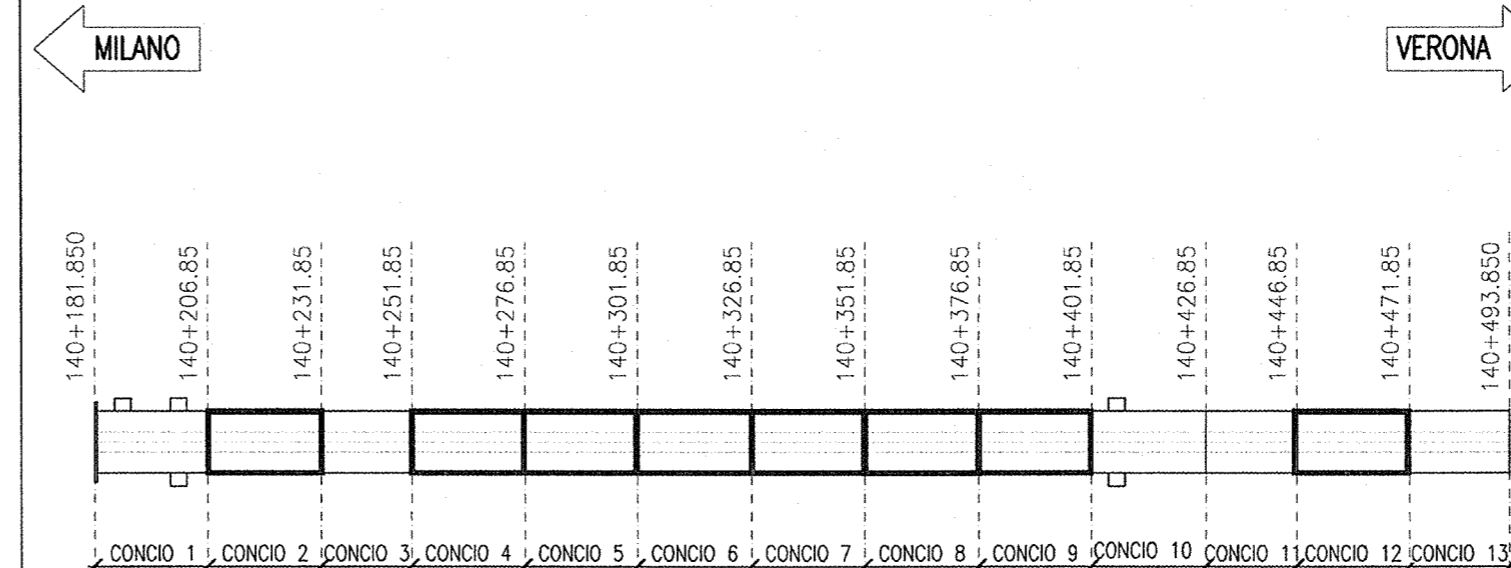 MILANO
VERONA
140+181.850
140+206.85
140+231.85
140+251.85
140+276.85
140+301.85
140+326.85
140+351.85
140+376.85
140+401.85
140+426.85
140+446.85
140+471.85
140+493.850
CONCIO 1
CONCIO 2
CONCIO 3
CONCIO 4
CONCIO 5
CONCIO 6
CONCIO 7
CONCIO 8
CONCIO 9
CONCIO 10
CONCIO 11
CONCIO 12
CONCIO 13